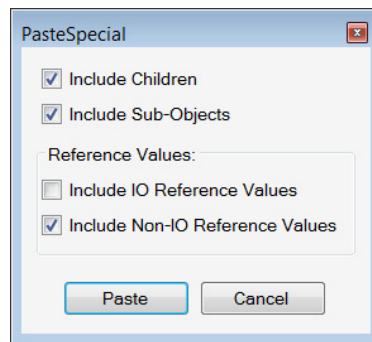 PasteSpecial
Include Children
Include Sub-Objects
Reference Values:
Include IO Reference Values
Include Non-IO Reference Values
Paste
Cancel